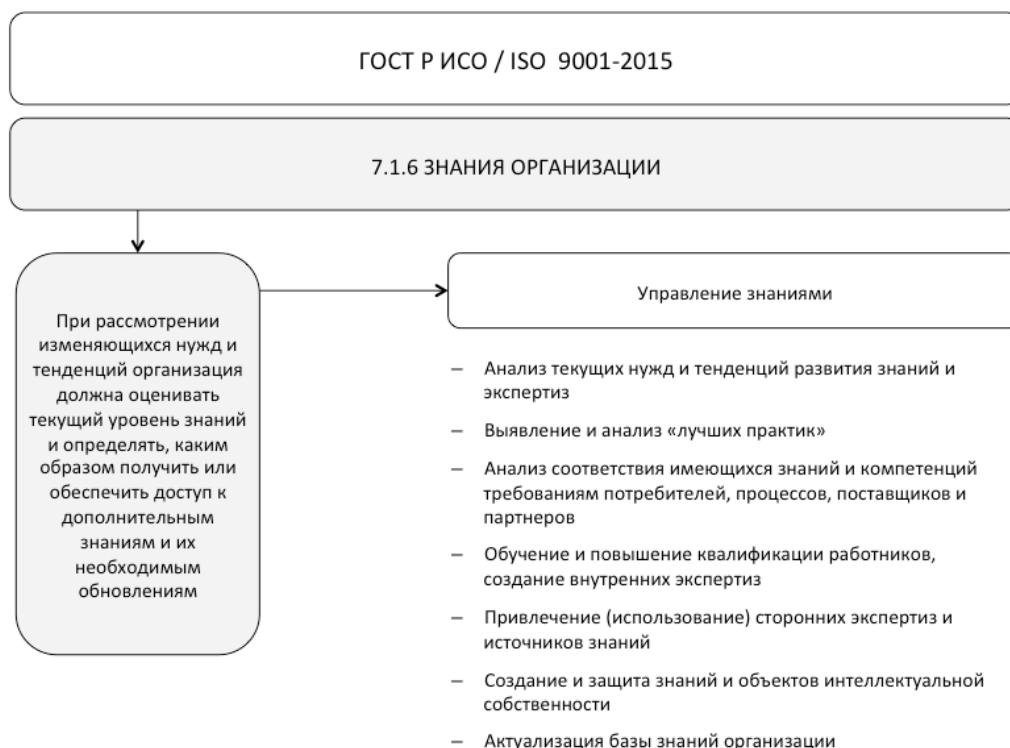 ГОСТ Р ИСО / ISO 9001-2015
7.1.6 ЗНАНИЯ ОРГАНИЗАЦИИ
При рассмотрении
изменяющихся нужд и
тенденций организация
должна оценивать
текущий уровень знаний
и определять, каким
образом получить или
обеспечить доступ к
дополнительным
знаниям и их
необходимым
обновлениям
Управление знаниями
– Анализ текущих нужд и тенденций развития знаний и
экспертиз
– Выявление и анализ «лучших практик»
– Анализ соответствия имеющихся знаний и компетенций
требованиям потребителей, процессов, поставщиков и
партнеров
– Обучение и повышение квалификации работников,
создание внутренних экспертиз
– Привлечение (использование) сторонних экспертиз и
источников знаний
– Создание и защита знаний и объектов интеллектуальной
собственности
– Актуализация базы знаний организации